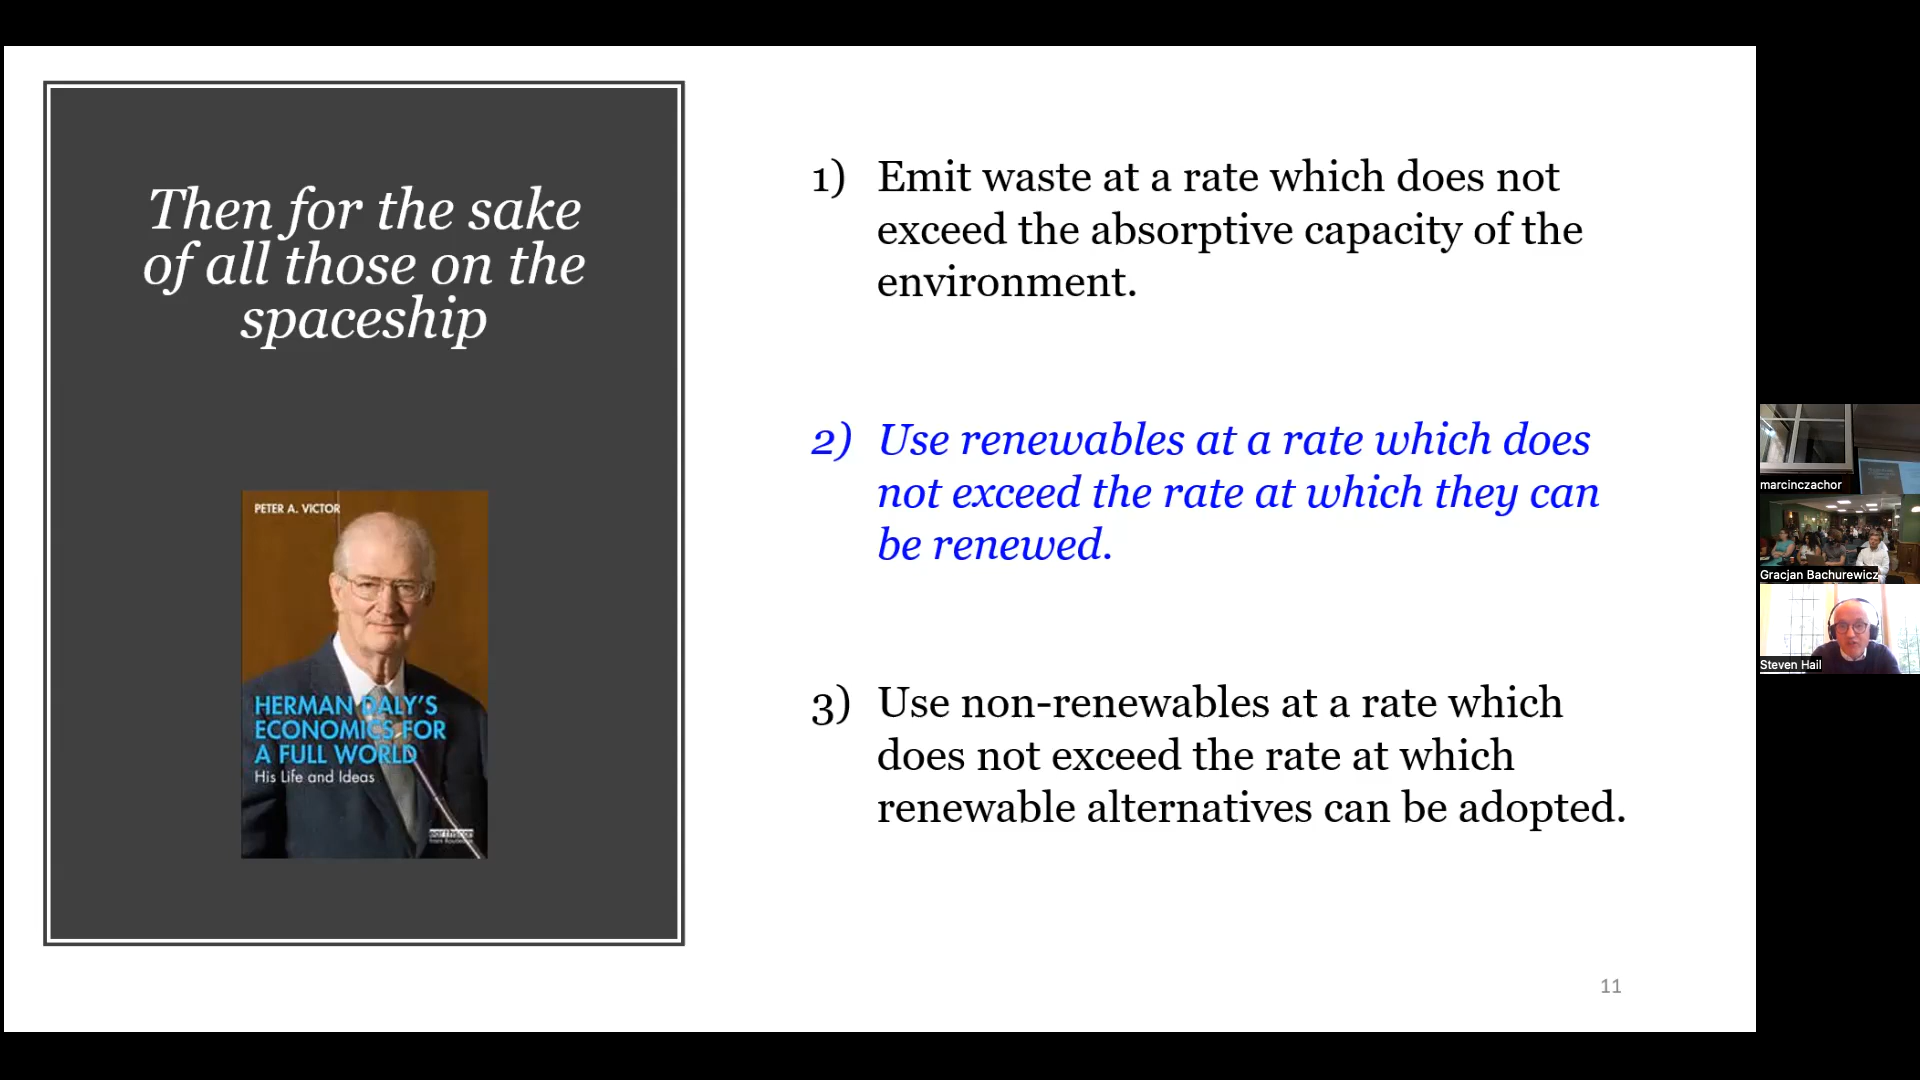 Then for the sake
of all those on the
spaceship
PETER A. VICTOR
HERMAN DALY'S
ECONOMICS FOR
A FULL WORLD
His Life and Ideas
1) Emit waste at a rate which does not
exceed the absorptive capacity of the
environment.
2) Use renewables at a rate which does
not exceed the rate at which they can
be renewed.
3) Use non-renewables at a rate which
does not exceed the rate at which
renewable alternatives can be adopted.
11
marcinczachor
Gracjan Bachurewicz
Steven Hail